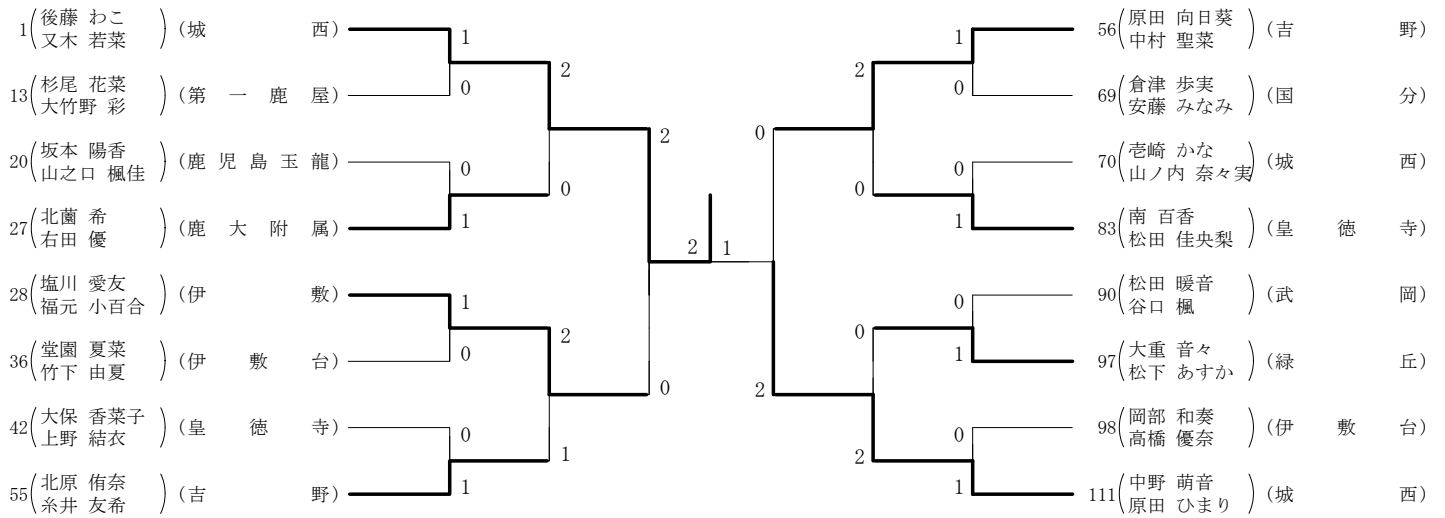 1 後藤 わこ 又木 若菜 (城 西)
13 杉尾 花菜 大竹野 彩 (第 一 鹿 屋)
20 坂本 陽香 山之口 楓佳 (鹿 児 島 玉 龍)
27 北薗 希 右田 優 (鹿 大 附 属)
28 塩川 愛友 福元 小百合 (伊 敷)
36 堂園 夏菜 竹下 由夏 (伊 敷 台)
42 大保 香菜子 上野 結衣 (皇 徳 寺)
55 北原 侑奈 糸井 友希 (吉 野)
1
0
0
1
1
0
0
1
2
0
2
1
2
0
2 1
0
2
2
0
0
2
1
0
0
1
0
1
0
1
56 原田 向日葵 中村 聖菜 (吉 野)
69 倉津 歩実 安藤 みなみ (国 分)
70 壱崎 かな 山ノ内 奈々実 (城 西)
83 南 百香 松田 佳央梨 (皇 徳 寺)
90 松田 暖音 谷口 楓 (武 岡)
97 大重 音々 松下 あすか (緑 丘)
98 岡部 和奏 高橋 優奈 (伊 敷 台)
111 中野 萌音 原田 ひまり (城 西)